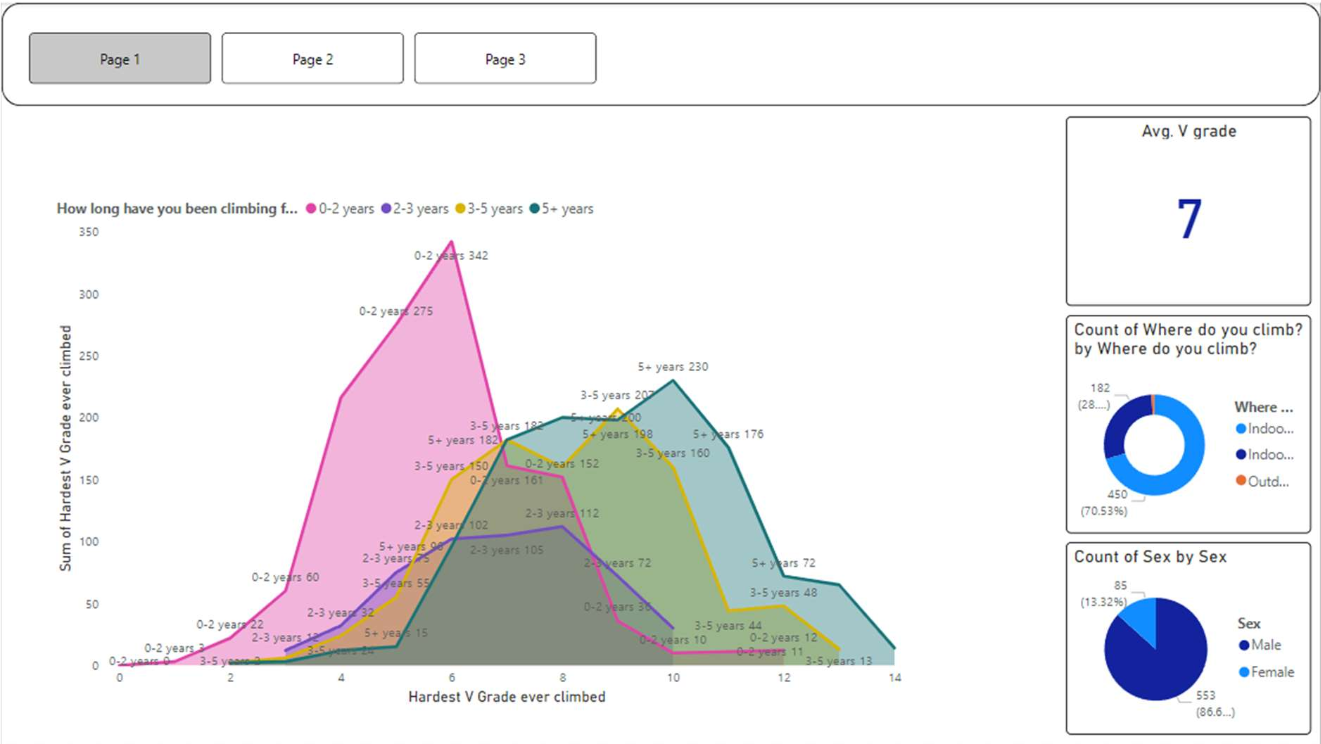 Page 1
Page 2
Page 3
How long have you been climbing f...
0-2 years
2-3 years
3-5 years
5+ years
Sum of Hardest V Grade ever climbed
350
300
250
200
150
100
50
0
0-2 years 342
0-2 years 275
5+ years 230
3-5 years 207
5+ years 200
3-5 years 182
5+ years 182
5+ years 198
5+ years 176
3-5 years 150
0-2 years 152
3-5 years 160
0-2 years 161
2-3 years 102
2-3 years 112
5+ years 96
2-3 years 105
2-3 years 75
2-3 years 72
5+ years 72
0-2 years 60
3-5 years 55
3-5 years 48
2-3 years 32
0-2 years 36
0-2 years 22
3-5 years 44
5+ years 15
2-3 years 12
0-2 years 10
0-2 years 12
0-2 years 3
3-5 years 24
0-2 years 11
0-2 years 0
3-5 years 2
3-5 years 13
0
2
4
6
8
10
12
14
Hardest V Grade ever climbed
Avg. V grade
7
Count of Where do you climb?
by Where do you climb?
182
(28....)
450
(70.53%)
Where ...
Indoo...
Indoo...
Outd...
Count of Sex by Sex
85
(13.32%)
553
(86.6...)
Sex
Male
Female